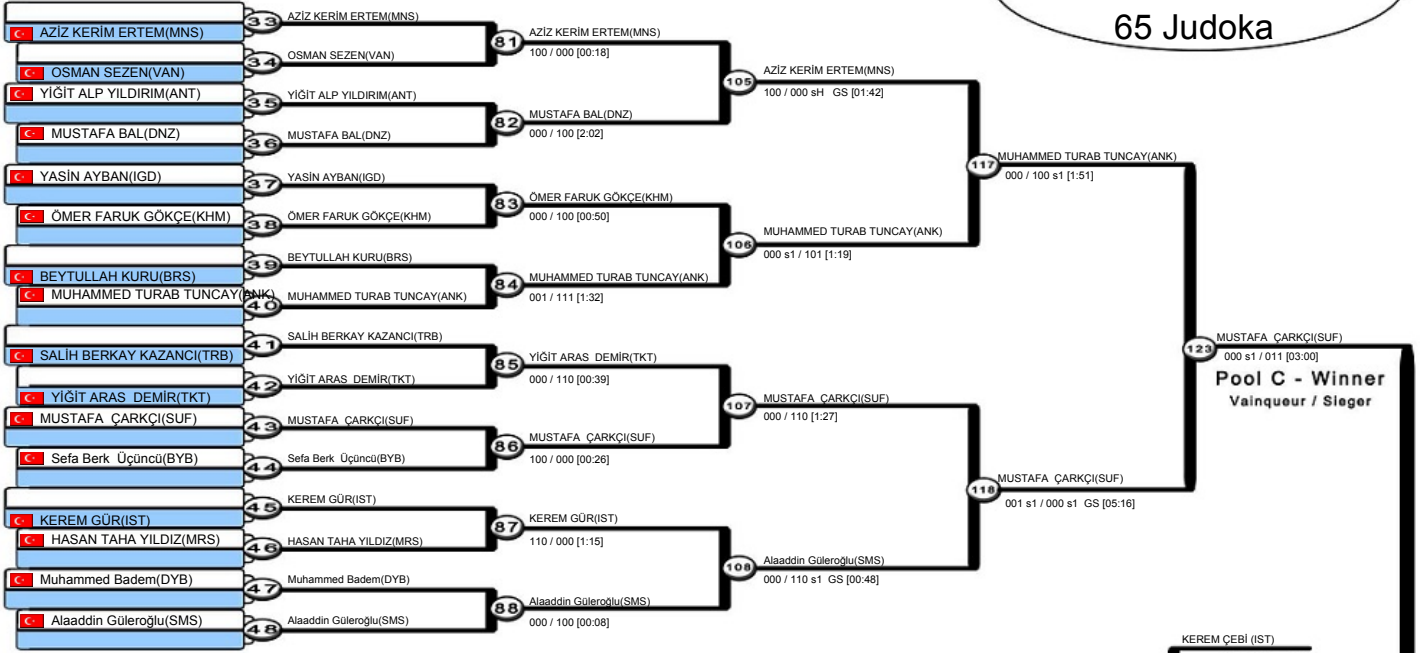 65 Judoka
AZİZ KERİM ERTEM(MNS)
OSMAN SEZEN(VAN)
YİĞİT ALP YILDIRIM(ANT)
MUSTAFA BAL(DNZ)
YASİN AYBAN(IGD)
ÖMER FARUK GÖKÇE(KHM)
BEYTULLAH KURU(BRS)
MUHAMMED TURAB TUNCAY(ANK)
SALİH BERKAY KAZANCI(TRB)
YİĞİT ARAS  DEMİR(TKT)
MUSTAFA  ÇARKÇI(SUF)
Sefa Berk  Üçüncü(BYB)
KEREM GÜR(IST)
HASAN TAHA YILDIZ(MRS)
Muhammed Badem(DYB)
Alaaddin Güleroğlu(SMS)
33 AZİZ KERİM ERTEM(MNS)
34 OSMAN SEZEN(VAN)
35 YİĞİT ALP YILDIRIM(ANT)
36 MUSTAFA BAL(DNZ)
37 YASİN AYBAN(IGD)
38 ÖMER FARUK GÖKÇE(KHM)
39 BEYTULLAH KURU(BRS)
40 MUHAMMED TURAB TUNCAY(ANK)
41 SALİH BERKAY KAZANCI(TRB)
42 YİĞİT ARAS  DEMİR(TKT)
43 MUSTAFA  ÇARKÇI(SUF)
44 Sefa Berk  Üçüncü(BYB)
45 KEREM GÜR(IST)
46 HASAN TAHA YILDIZ(MRS)
47 Muhammed Badem(DYB)
48 Alaaddin Güleroğlu(SMS)
81 AZİZ KERİM ERTEM(MNS)
100 / 000 [00:18]
82 MUSTAFA BAL(DNZ)
000 / 100 [2:02]
83 ÖMER FARUK GÖKÇE(KHM)
000 / 100 [00:50]
84 MUHAMMED TURAB TUNCAY(ANK)
001 / 111 [1:32]
85 YİĞİT ARAS  DEMİR(TKT)
000 / 110 [00:39]
86 MUSTAFA  ÇARKÇI(SUF)
100 / 000 [00:26]
87 KEREM GÜR(IST)
110 / 000 [1:15]
88 Alaaddin Güleroğlu(SMS)
000 / 100 [00:08]
105 AZİZ KERİM ERTEM(MNS)
100 / 000 sH  GS [01:42]
106 MUHAMMED TURAB TUNCAY(ANK)
000 s1 / 101 [1:19]
107 MUSTAFA  ÇARKÇI(SUF)
000 / 110 [1:27]
108 Alaaddin Güleroğlu(SMS)
000 / 110 s1  GS [00:48]
117 MUHAMMED TURAB TUNCAY(ANK)
000 / 100 s1 [1:51]
118 MUSTAFA  ÇARKÇI(SUF)
001 s1 / 000 s1  GS [05:16]
123 MUSTAFA  ÇARKÇI(SUF)
000 s1 / 011 [03:00]
Pool C - Winner
Vainqueur / Sieger
KEREM ÇEBİ (IST)